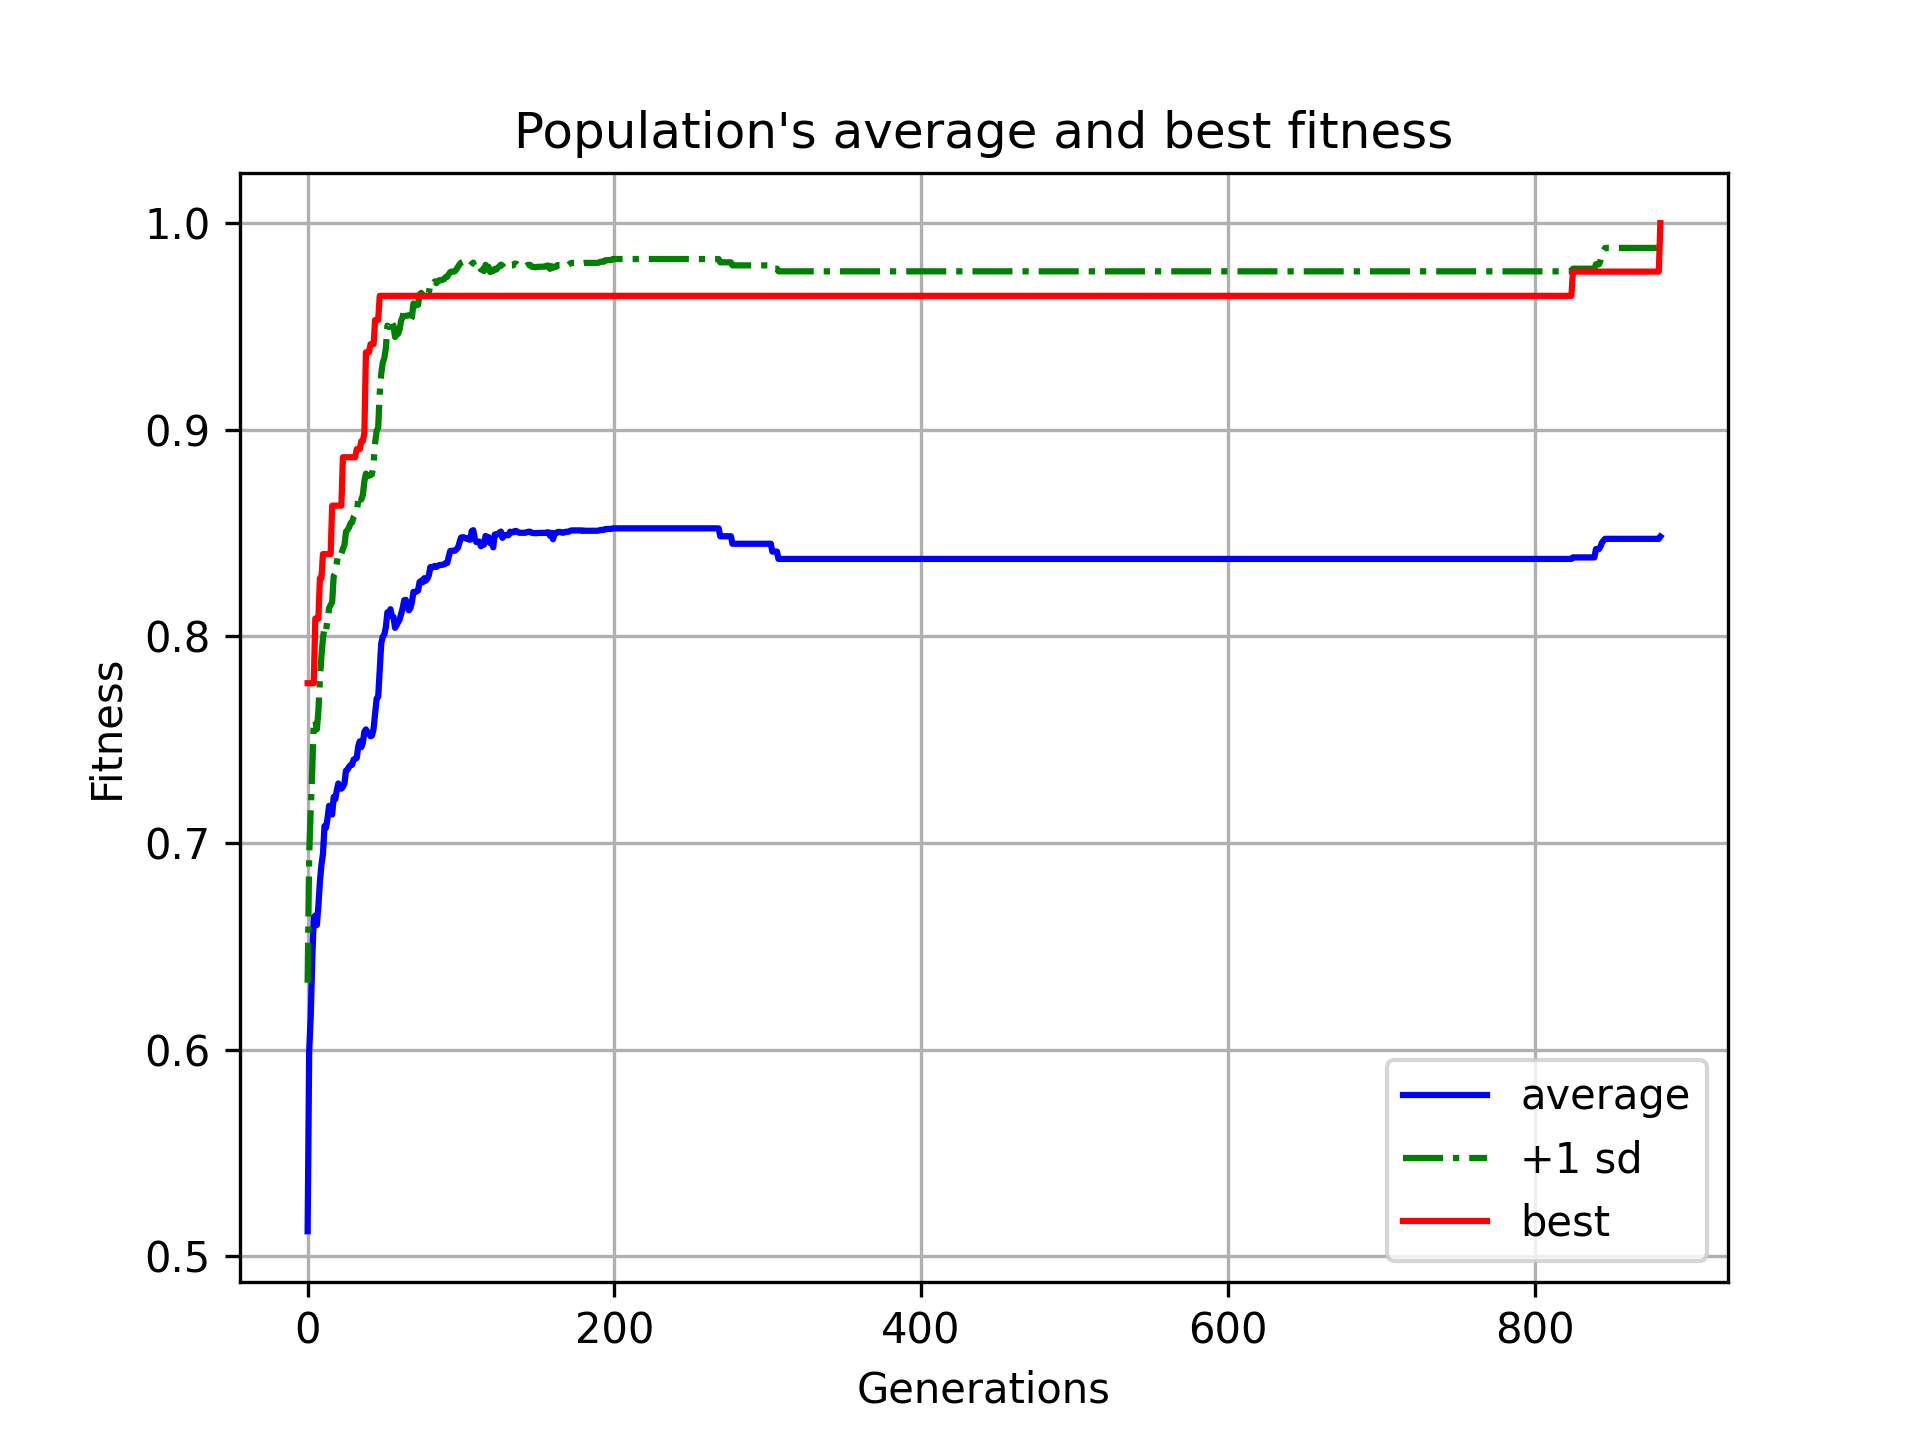 Population's average and best fitness
1.0
0.9
0.8
0.7
0.6
0.5
Fitness
0 200 400 600 800
Generations
average
+1 sd
best